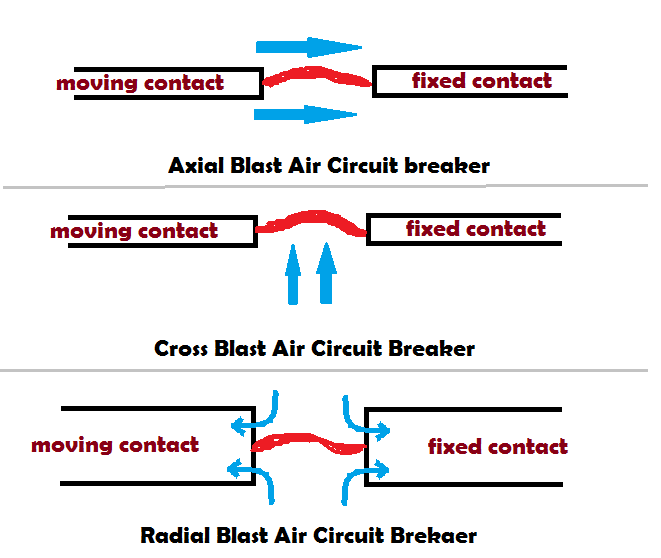 moving contact fixed contact
Axial Blast Air Circuit breaker
moving contact fixed contact
Cross Blast Air Circuit Breaker
moving contact fixed contact
Radial Blast Air Circuit Brekaer